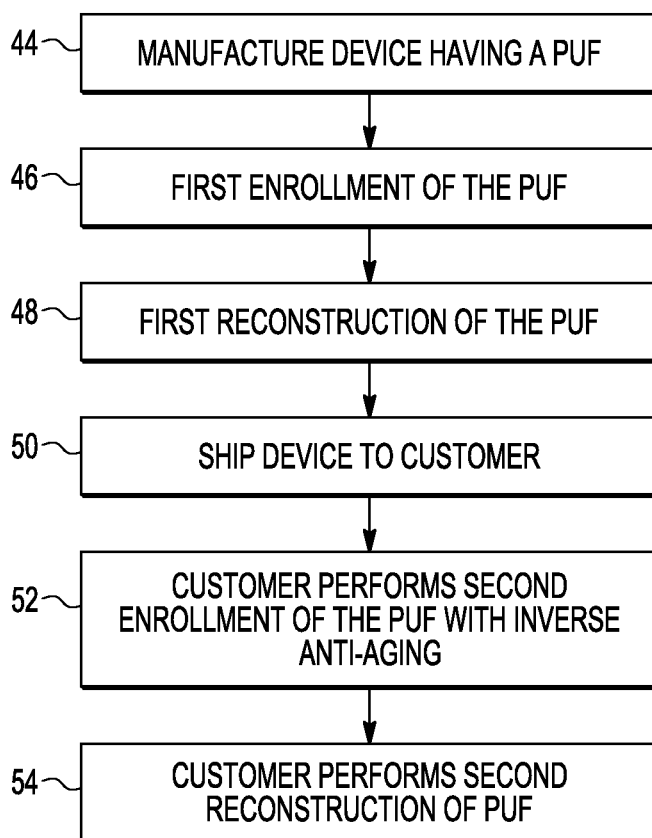 44
MANUFACTURE DEVICE HAVING A PUF
46
FIRST ENROLLMENT OF THE PUF
48
FIRST RECONSTRUCTION OF THE PUF
50
SHIP DEVICE TO CUSTOMER
52
CUSTOMER PERFORMS SECOND
ENROLLMENT OF THE PUF WITH INVERSE
ANTI-AGING
54
CUSTOMER PERFORMS SECOND
RECONSTRUCTION OF PUF